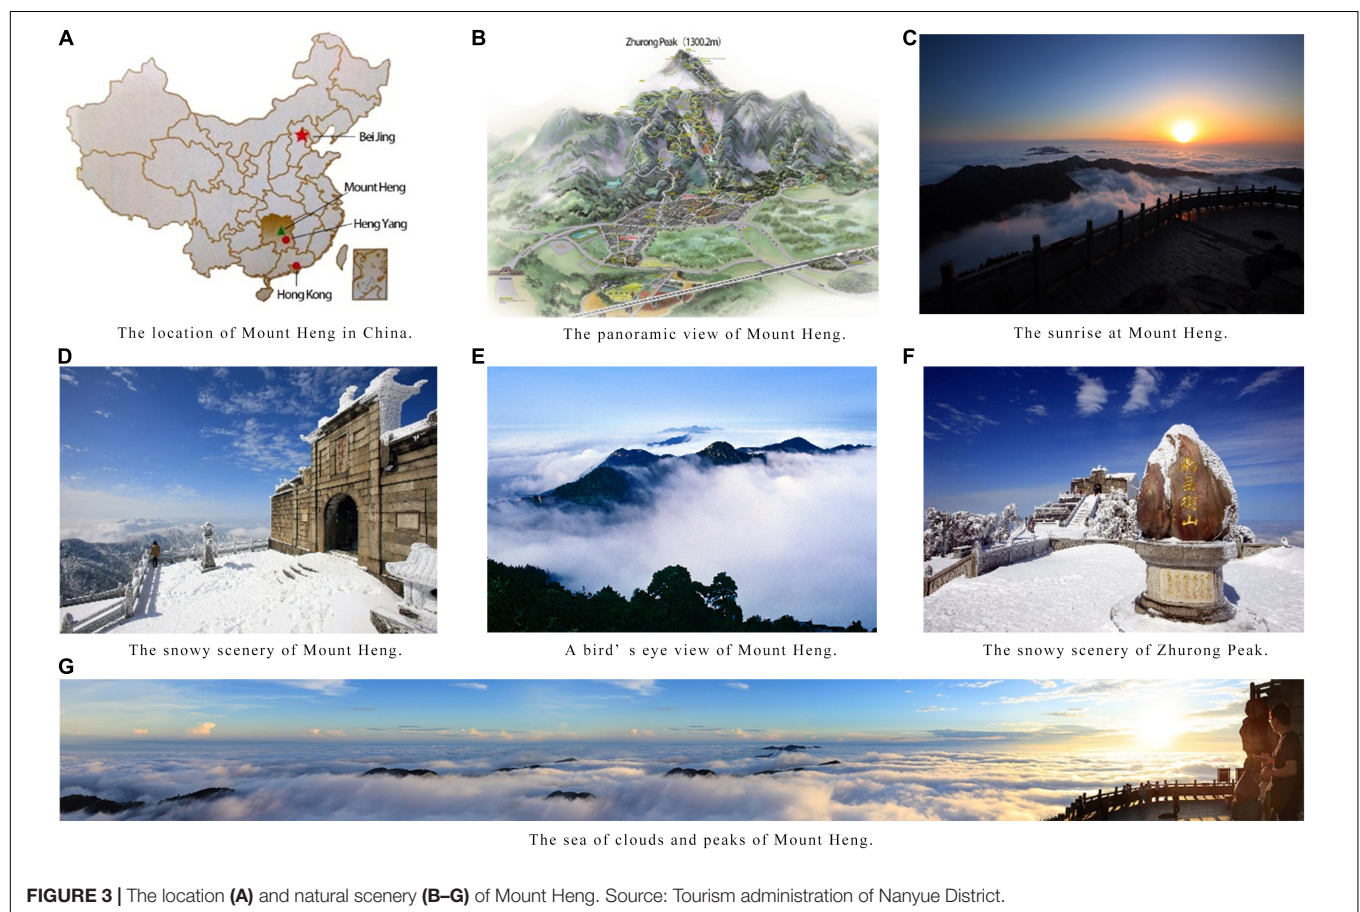 A
BeiJing
Mount Heng
Heng Yang
Hong Kong
The location of Mount Heng in China.
B
Zhurong Peak (1300.2m)
The panoramic view of Mount Heng.
C
The sunrise at Mount Heng.
D
The snowy scenery of Mount Heng.
E
A bird’ s eye view of Mount Heng.
F
The snowy scenery of Zhurong Peak.
G
The sea of clouds and peaks of Mount Heng.
FIGURE 3 | The location (A) and natural scenery (B–G) of Mount Heng. Source: Tourism administration of Nanyue District.